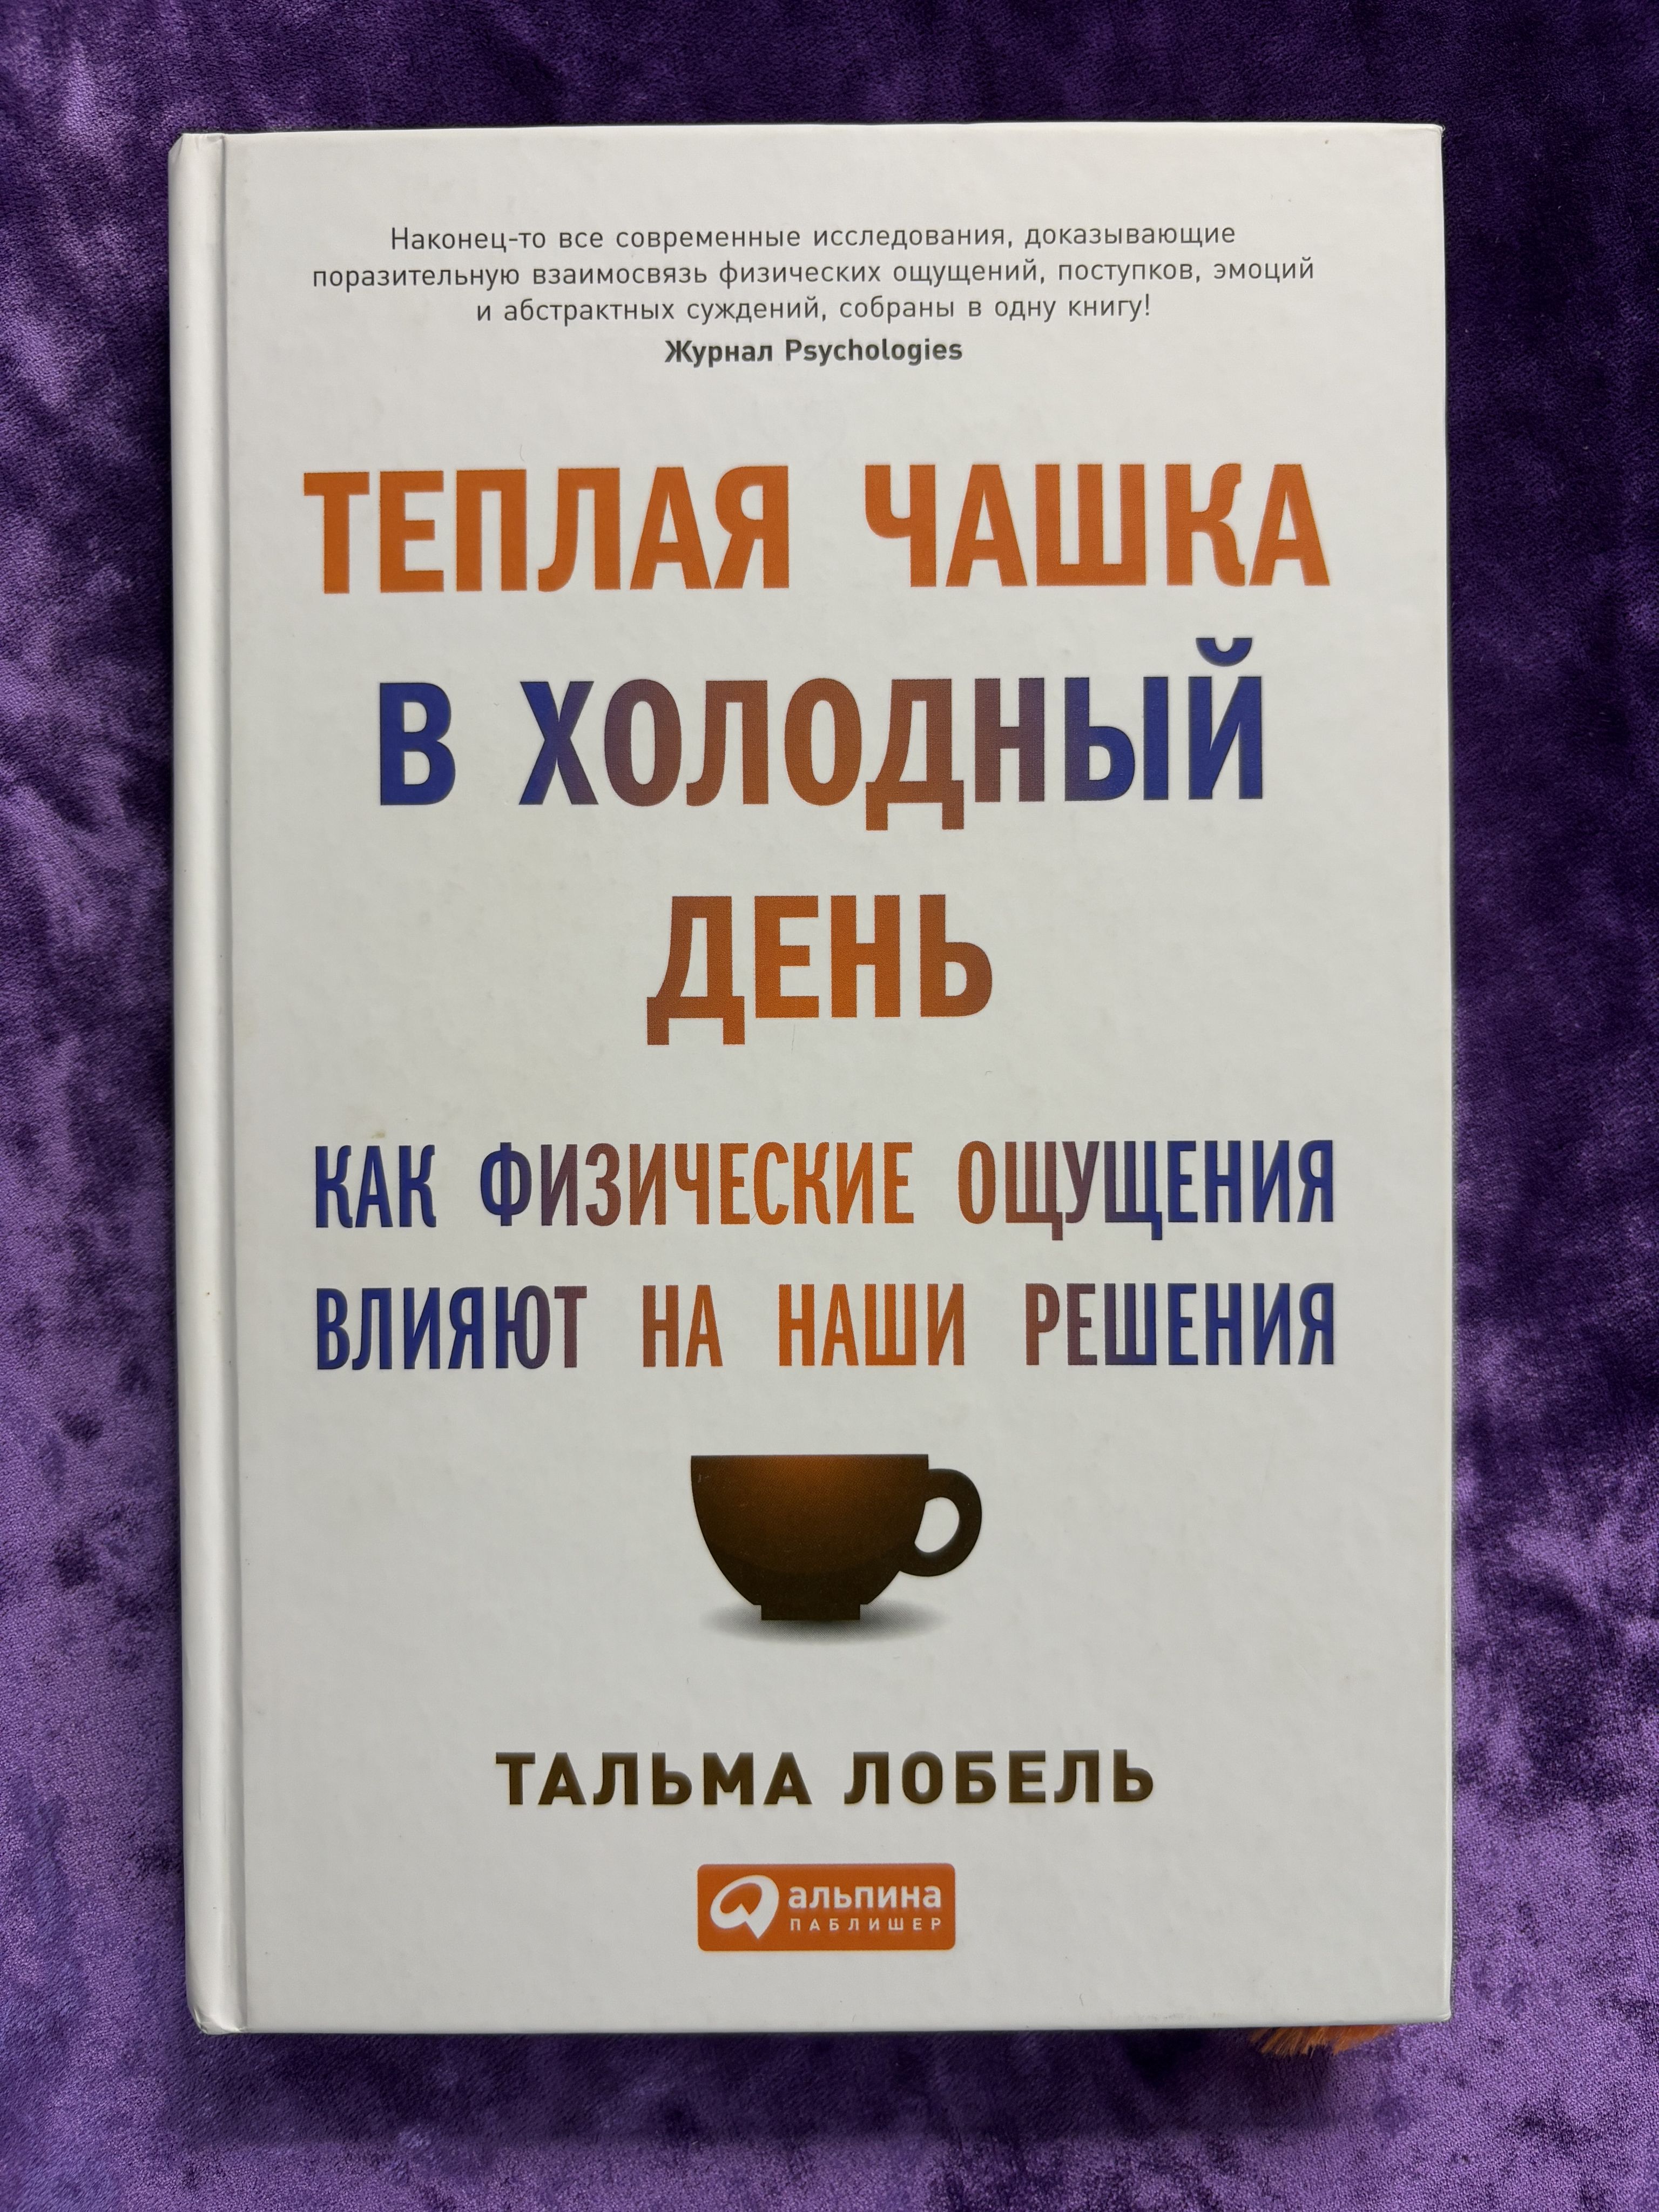 Наконец-то все современные исследования, доказывающие
поразительную взаимосвязь физических ощущений, поступков, эмоций
и абстрактных суждений, собраны в одну книгу!
Журнал Psychologies
ТЕПЛАЯ ЧАШКА
В ХОЛОДНЫЙ
ДЕНЬ
КАК ФИЗИЧЕСКИЕ ОЩУЩЕНИЯ
ВЛИЯЮТ НА НАШИ РЕШЕНИЯ
ТАЛЬМА ЛОБЕЛЬ
альпина
ПАБЛИШЕР